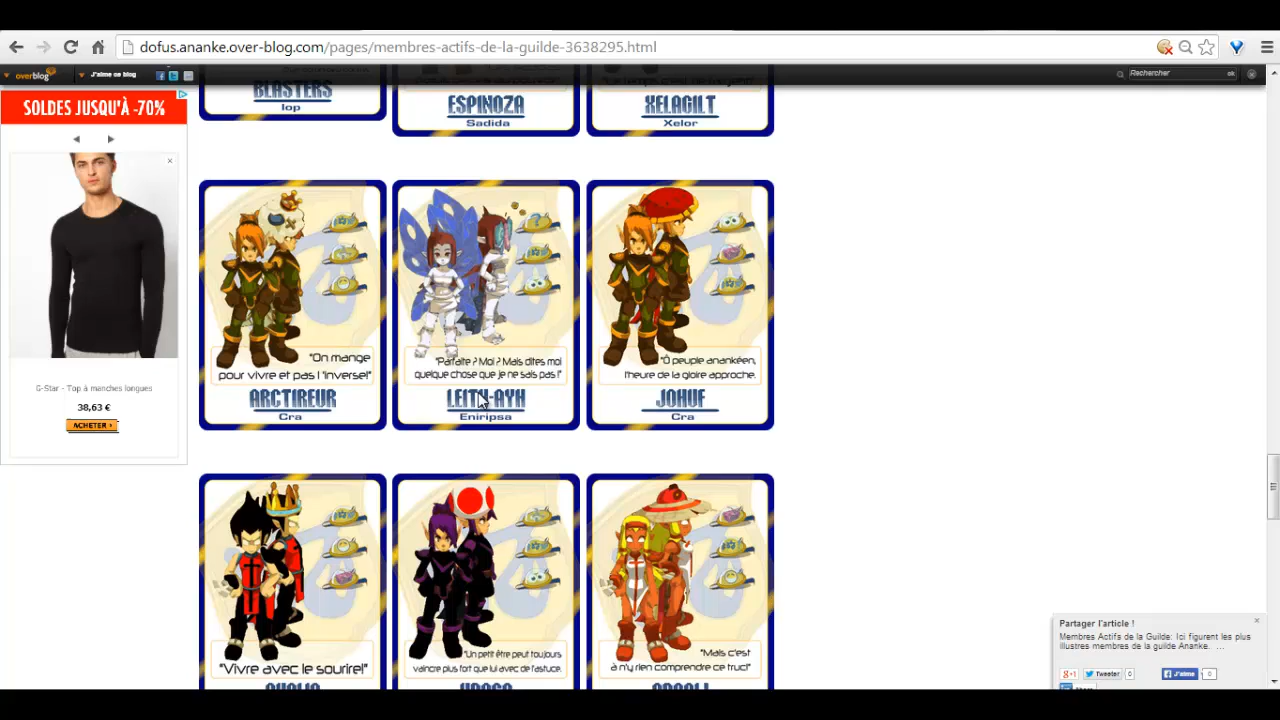 dofus.ananke.over-blog.com/pages/membres-actifs-de-la-guilde-3638295.html
overblog
J'aime ce blog
Rechercher
ok
SOLDES JUSQU'À -70%
G-Star - Top à manches longues
38,63 €
ACHETER ›
BLASTERS
Iop
ESPINOZA
Sadida
XELAGILT
Xelor
"On mange
pour vivre et pas l'inverse!"
ARCTIREUR
Cra
"Parfaite ? Moi ? Mais dites moi
quelque chose que je ne sais pas !"
LEITH-AYH
Eniripsa
"Ô peuple anankéen,
l'heure de la gloire approche.
JOHUF
Cra
"Vivre avec le sourire!"
"Un petit être peut toujours
vaincre plus fort que lui avec de l'astuce.
"Mais c'est
à n'y rien comprendre ce truc!"
Partager l'article !
Membres Actifs de la Guilde: Ici figurent les plus
illustres membres de la guilde Ananke. ...
g+1
Tweeter
0
J'aime
0
Share